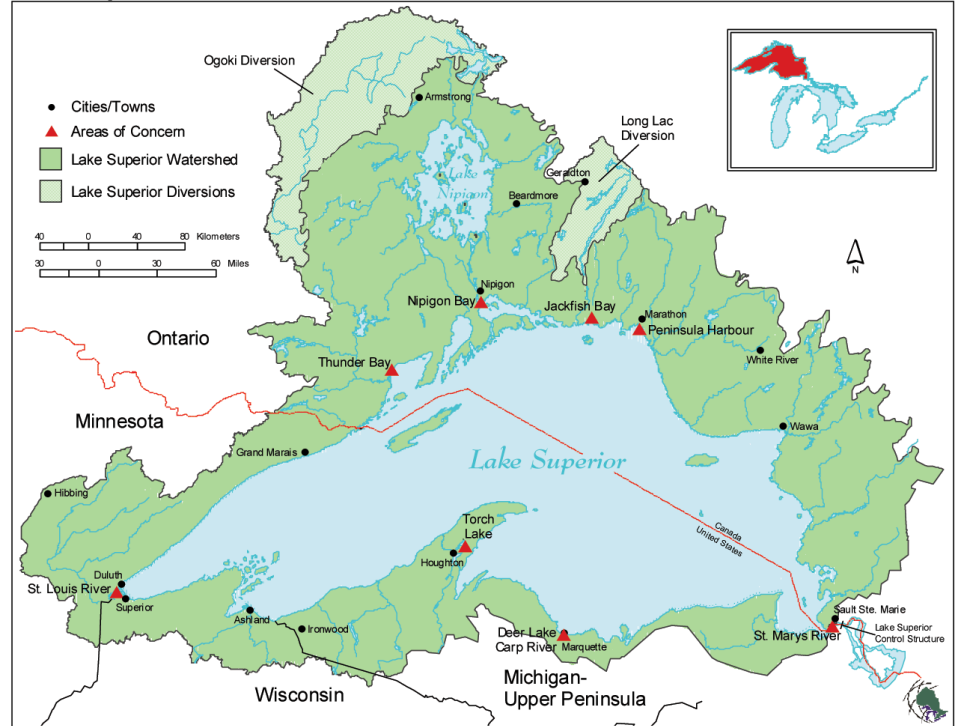 Ogoki Diversion
Armstrong
Cities/Towns
Areas of Concern
Lake Superior Watershed
Lake Superior Diversions
Long Lac
Diversion
Geraldton
Lake
Nipigon
Beardmore
40 0 40 80 Kilometers
30 0 30 60 Miles
N
Nipigon
Nipigon Bay
Jackfish Bay
Marathon
Peninsula Harbour
Ontario
White River
Thunder Bay
Minnesota
Wawa
Grand Marais
Lake Superior
Hibbing
Canada
United States
Torch
Lake
Houghton
Duluth
St. Louis River
Superior
Ashland
Ironwood
Sault Ste. Marie
Lake Superior
Control Structure
St. Marys River
Deer Lake
Carp River
Marquette
Wisconsin
Michigan-
Upper Peninsula